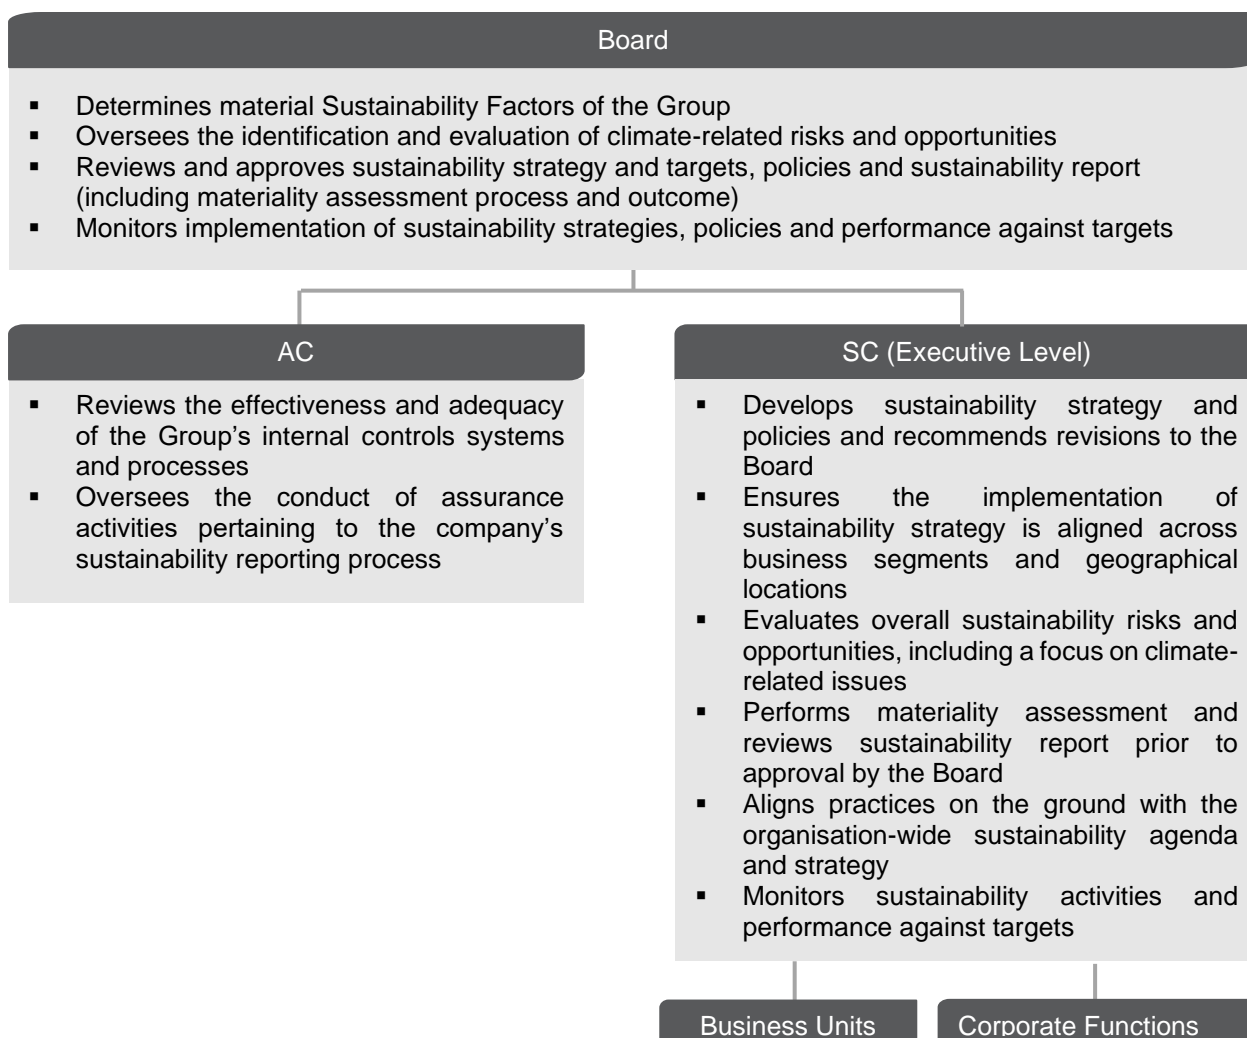 Board
▪ Determines material Sustainability Factors of the Group
▪ Oversees the identification and evaluation of climate-related risks and opportunities
▪ Reviews and approves sustainability strategy and targets, policies and sustainability report
(including materiality assessment process and outcome)
▪ Monitors implementation of sustainability strategies, policies and performance against targets
AC
▪ Reviews the effectiveness and adequacy
of the Group’s internal controls systems
and processes
▪ Oversees the conduct of assurance
activities pertaining to the company’s
sustainability reporting process
SC (Executive Level)
▪ Develops sustainability strategy and
policies and recommends revisions to the
Board
▪ Ensures the implementation of
sustainability strategy is aligned across
business segments and geographical
locations
▪ Evaluates overall sustainability risks and
opportunities, including a focus on climate-
related issues
▪ Performs materiality assessment and
reviews sustainability report prior to
approval by the Board
▪ Aligns practices on the ground with the
organisation-wide sustainability agenda
and strategy
▪ Monitors sustainability activities and
performance against targets
Business Units
Corporate Functions